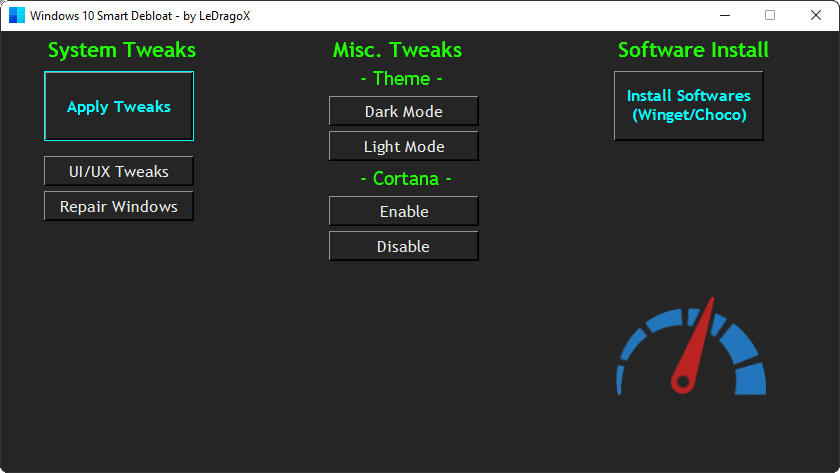 Windows 10 Smart Debloat - by LeDragoX
System Tweaks
Apply Tweaks
UI/UX Tweaks
Repair Windows
Misc. Tweaks
- Theme -
Dark Mode
Light Mode
- Cortana -
Enable
Disable
Software Install
Install Softwares
(Winget/Choco)